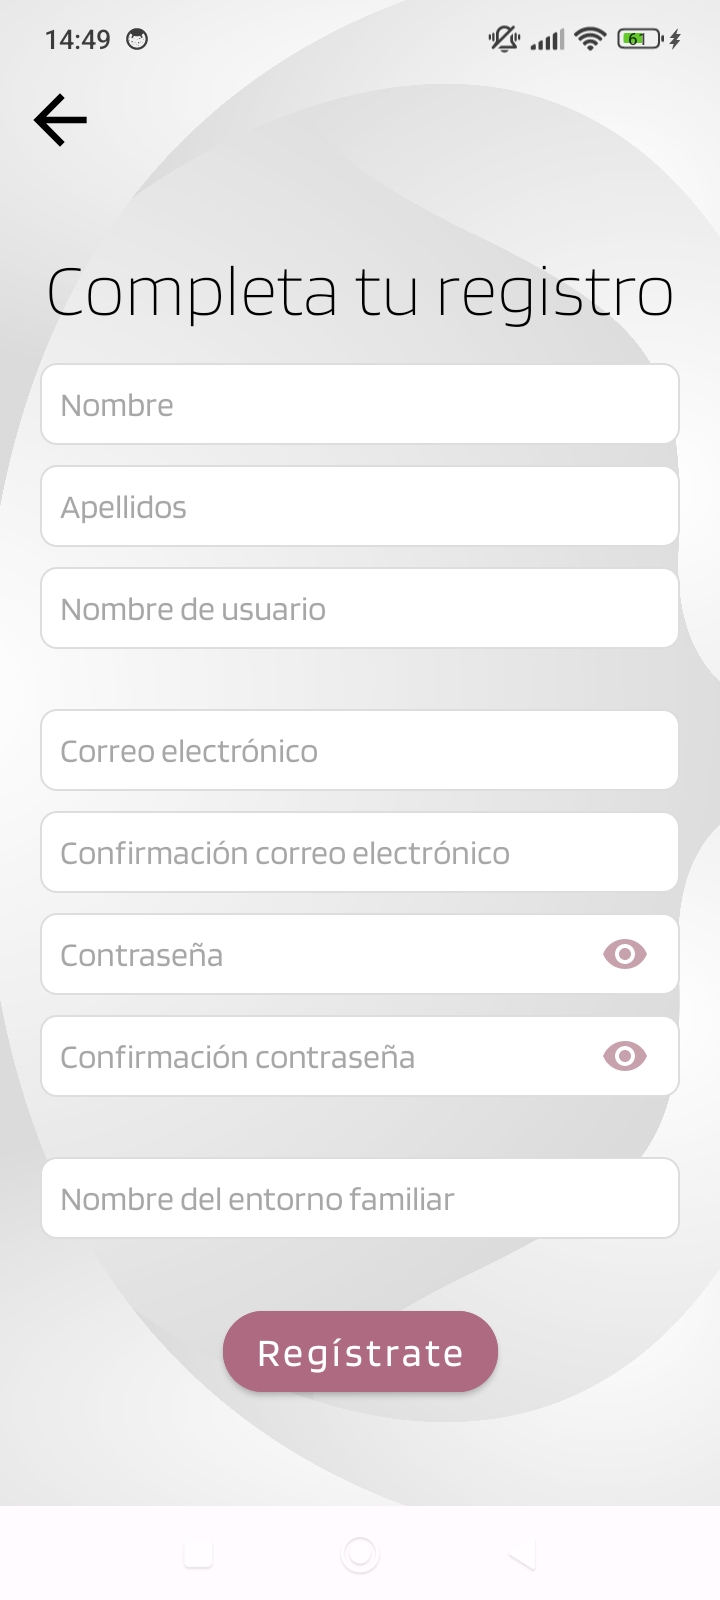 14:49
61
Completa tu registro
Nombre
Apellidos
Nombre de usuario
Correo electrónico
Confirmación correo electrónico
Contraseña
Confirmación contraseña
Nombre del entorno familiar
Regístrate